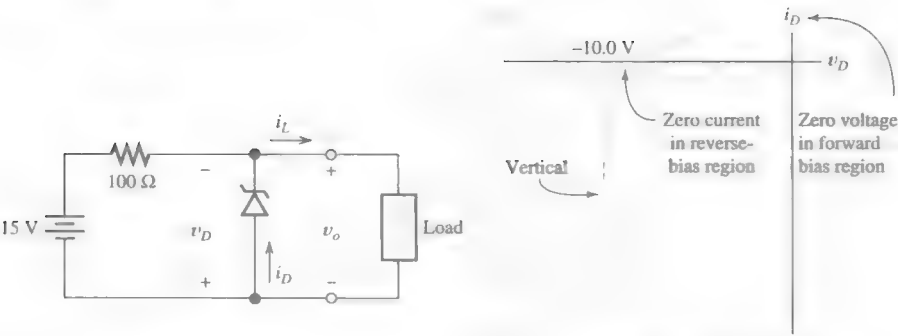 i_L
100 Ω
−
+
15 V
v_D
v_o
Load
+
i_D
−
i_D
−10.0 V
v_D
Zero current
in reverse-
bias region
Zero voltage
in forward
bias region
Vertical